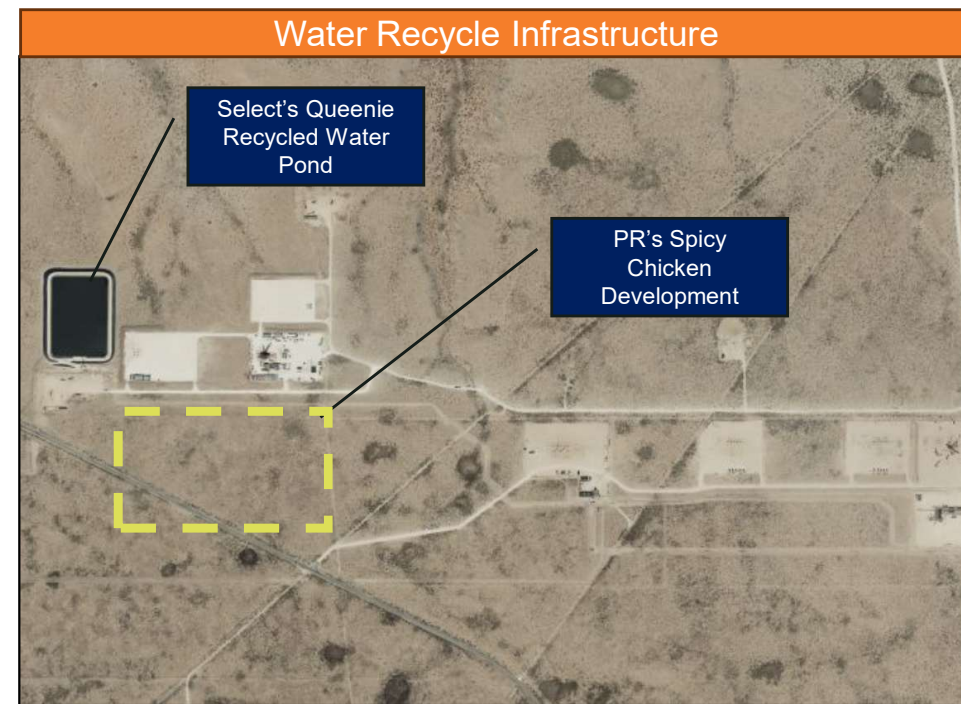 Water Recycle Infrastructure
Select's Queenie
Recycled Water
Pond
PR's Spicy
Chicken
Development